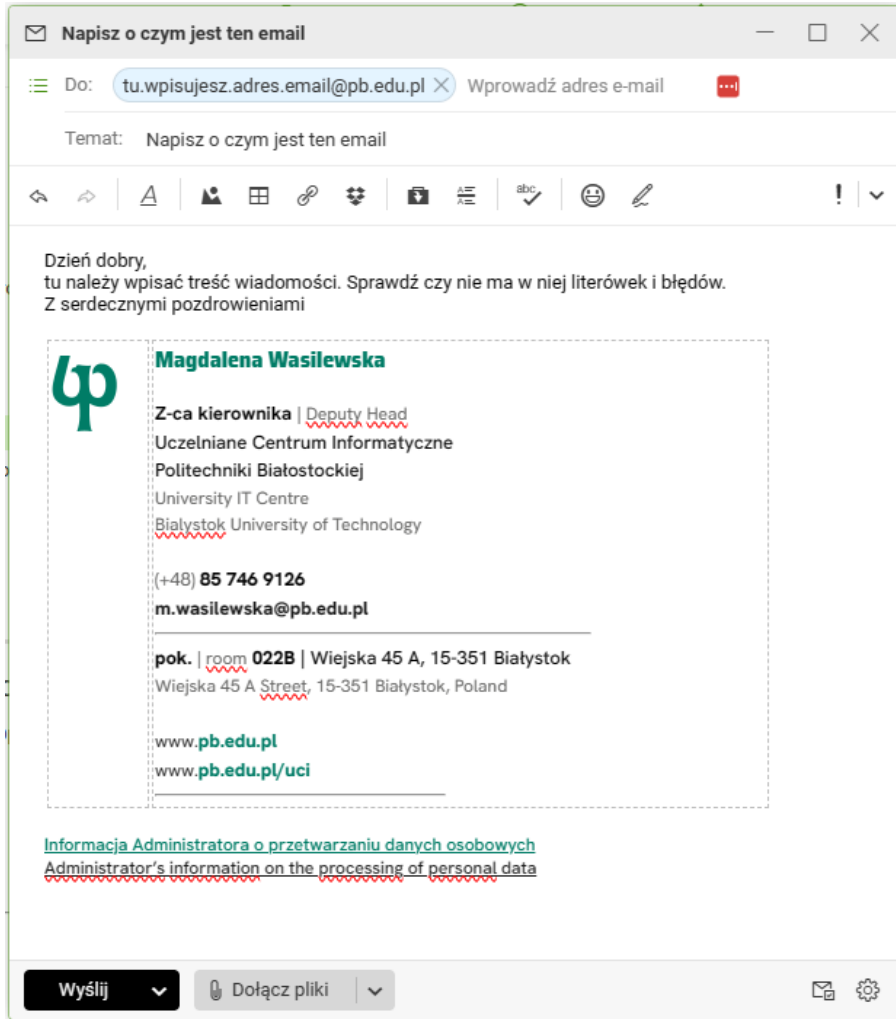 Napisz o czym jest ten email
Do: tu.wpisujesz.adres.email@pb.edu.pl Wprowadź adres e-mail
Temat: Napisz o czym jest ten email
A abc !
Dzień dobry,
tu należy wpisać treść wiadomości. Sprawdź czy nie ma w niej literówek i błędów.
Z serdecznymi pozdrowieniami
Magdalena Wasilewska
Z-ca kierownika | Deputy Head
Uczelniane Centrum Informatyczne
Politechniki Białostockiej
University IT Centre
Bialystok University of Technology
(+48) 85 746 9126
m.wasilewska@pb.edu.pl
pok. | room 022B | Wiejska 45 A, 15-351 Białystok
Wiejska 45 A Street, 15-351 Białystok, Poland
www.pb.edu.pl
www.pb.edu.pl/uci
Informacja Administratora o przetwarzaniu danych osobowych
Administrator’s information on the processing of personal data
Wyślij Dołącz pliki